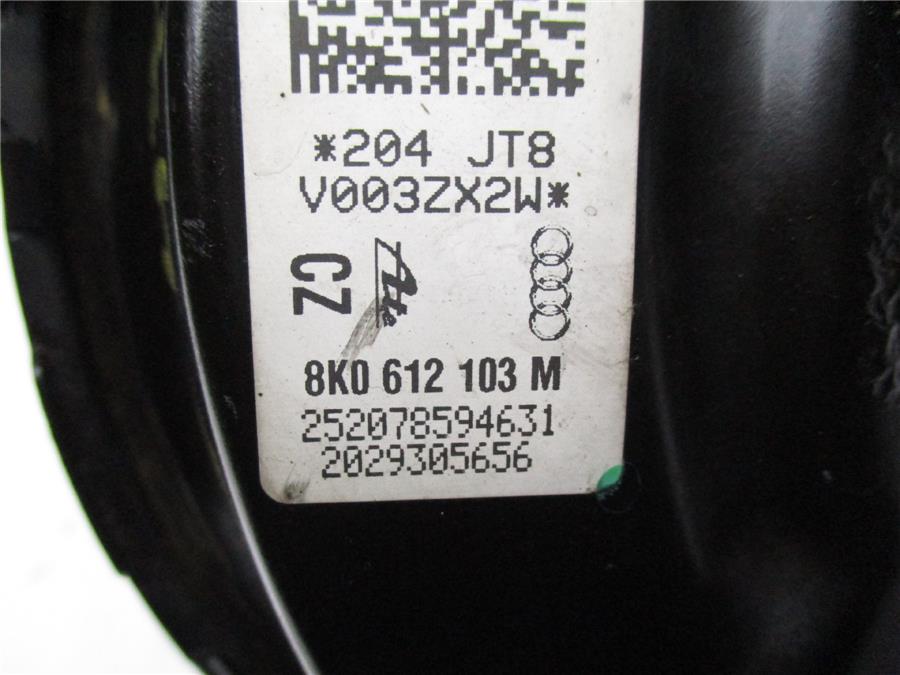 *204 JT8
V003ZX2W*
CZ
Ate
8K0 612 103 M
252078594631
2029305656